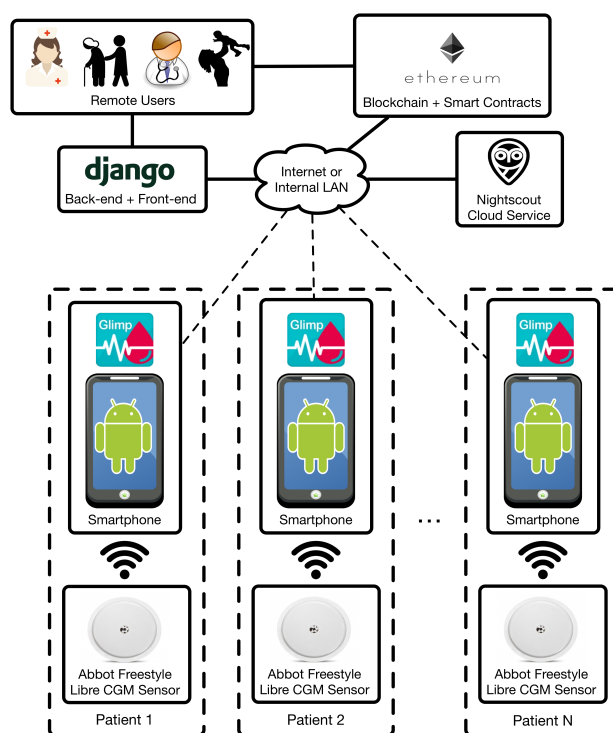 Remote Users
ethereum
Blockchain + Smart Contracts
django
Back-end + Front-end
Internet or
Internal LAN
Nightscout
Cloud Service
Glimp
Smartphone
Abbot Freestyle
Libre CGM Sensor
Patient 1
Glimp
Smartphone
Abbot Freestyle
Libre CGM Sensor
Patient 2
...
Glimp
Smartphone
Abbot Freestyle
Libre CGM Sensor
Patient N